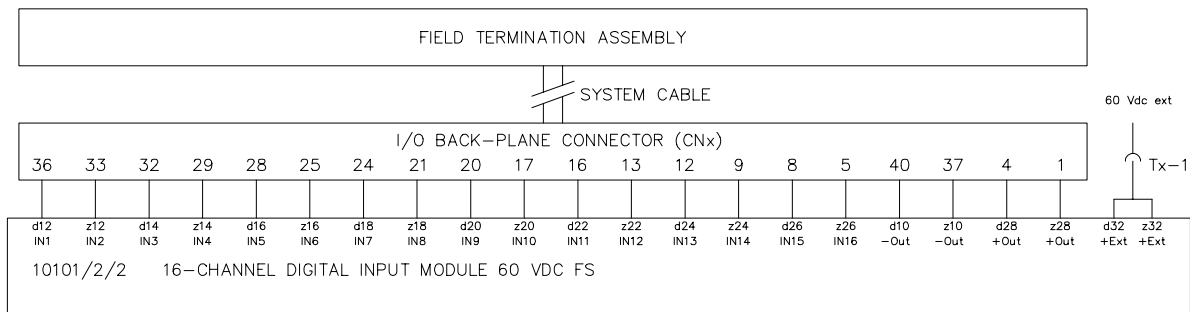 FIELD TERMINATION ASSEMBLY
SYSTEM CABLE
60 Vdc ext
I/O BACK-PLANE CONNECTOR (CNx)
36 33 32 29 28 25 24 21 20 17 16 13 12 9 8 5 40 37 4 1
Tx-1
d12 z12 d14 z14 d16 z16 d18 z18 d20 z20 d22 z22 d24 z24 d26 z26 d10 z10 d28 z28 d32 z32
IN1 IN2 IN3 IN4 IN5 IN6 IN7 IN8 IN9 IN10 IN11 IN12 IN13 IN14 IN15 IN16 -Out -Out +Out +Out +Ext +Ext
10101/2/2 16-CHANNEL DIGITAL INPUT MODULE 60 VDC FS